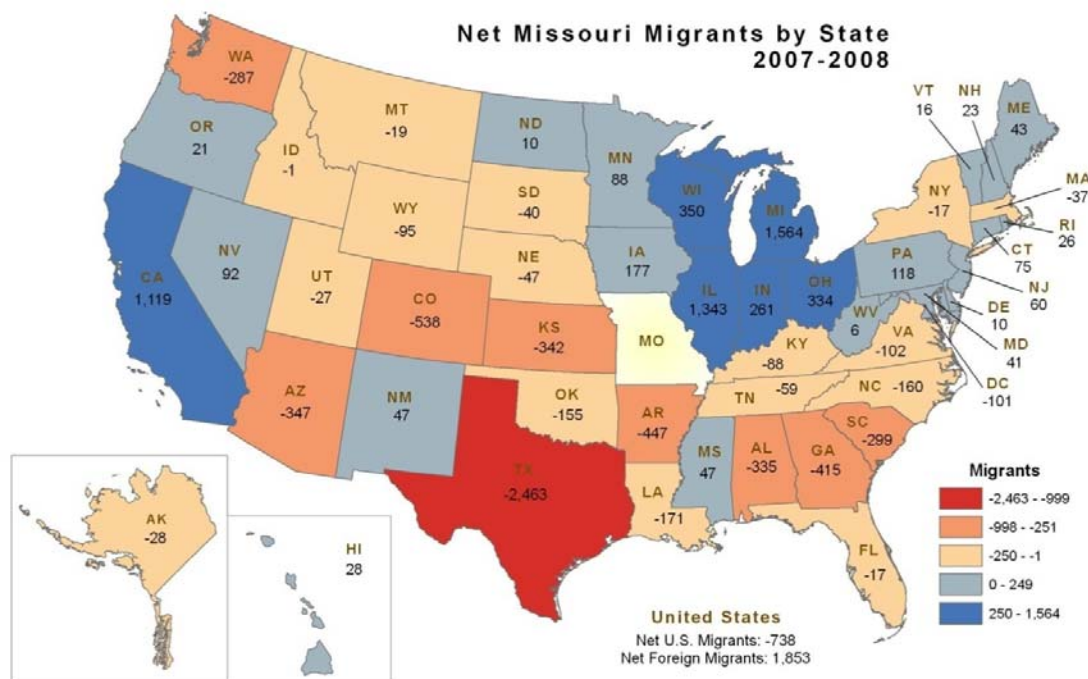 Net Missouri Migrants by State
2007-2008
WA
-287
OR
21
CA
1,119
ID
-1
NV
92
MT
-19
WY
-95
UT
-27
AZ
-347
CO
-538
NM
47
ND
10
SD
-40
NE
-47
KS
-342
OK
-155
TX
-2,463
MN
88
IA
177
MO
AR
-447
LA
-171
WI
350
IL
1,343
MI
1,564
IN
261
OH
334
KY
-88
TN
-59
MS
47
AL
-335
GA
-415
FL
-17
SC
-299
NC -160
VA
-102
WV
6
PA
118
NY
-17
VT
16
NH
23
ME
43
MA
-37
RI
26
CT
75
NJ
60
DE
10
MD
41
DC
-101
AK
-28
HI
28
Migrants
-2,463 - -999
-998 - -251
-250 - -1
0 - 249
250 - 1,564
United States
Net U.S. Migrants: -738
Net Foreign Migrants: 1,853